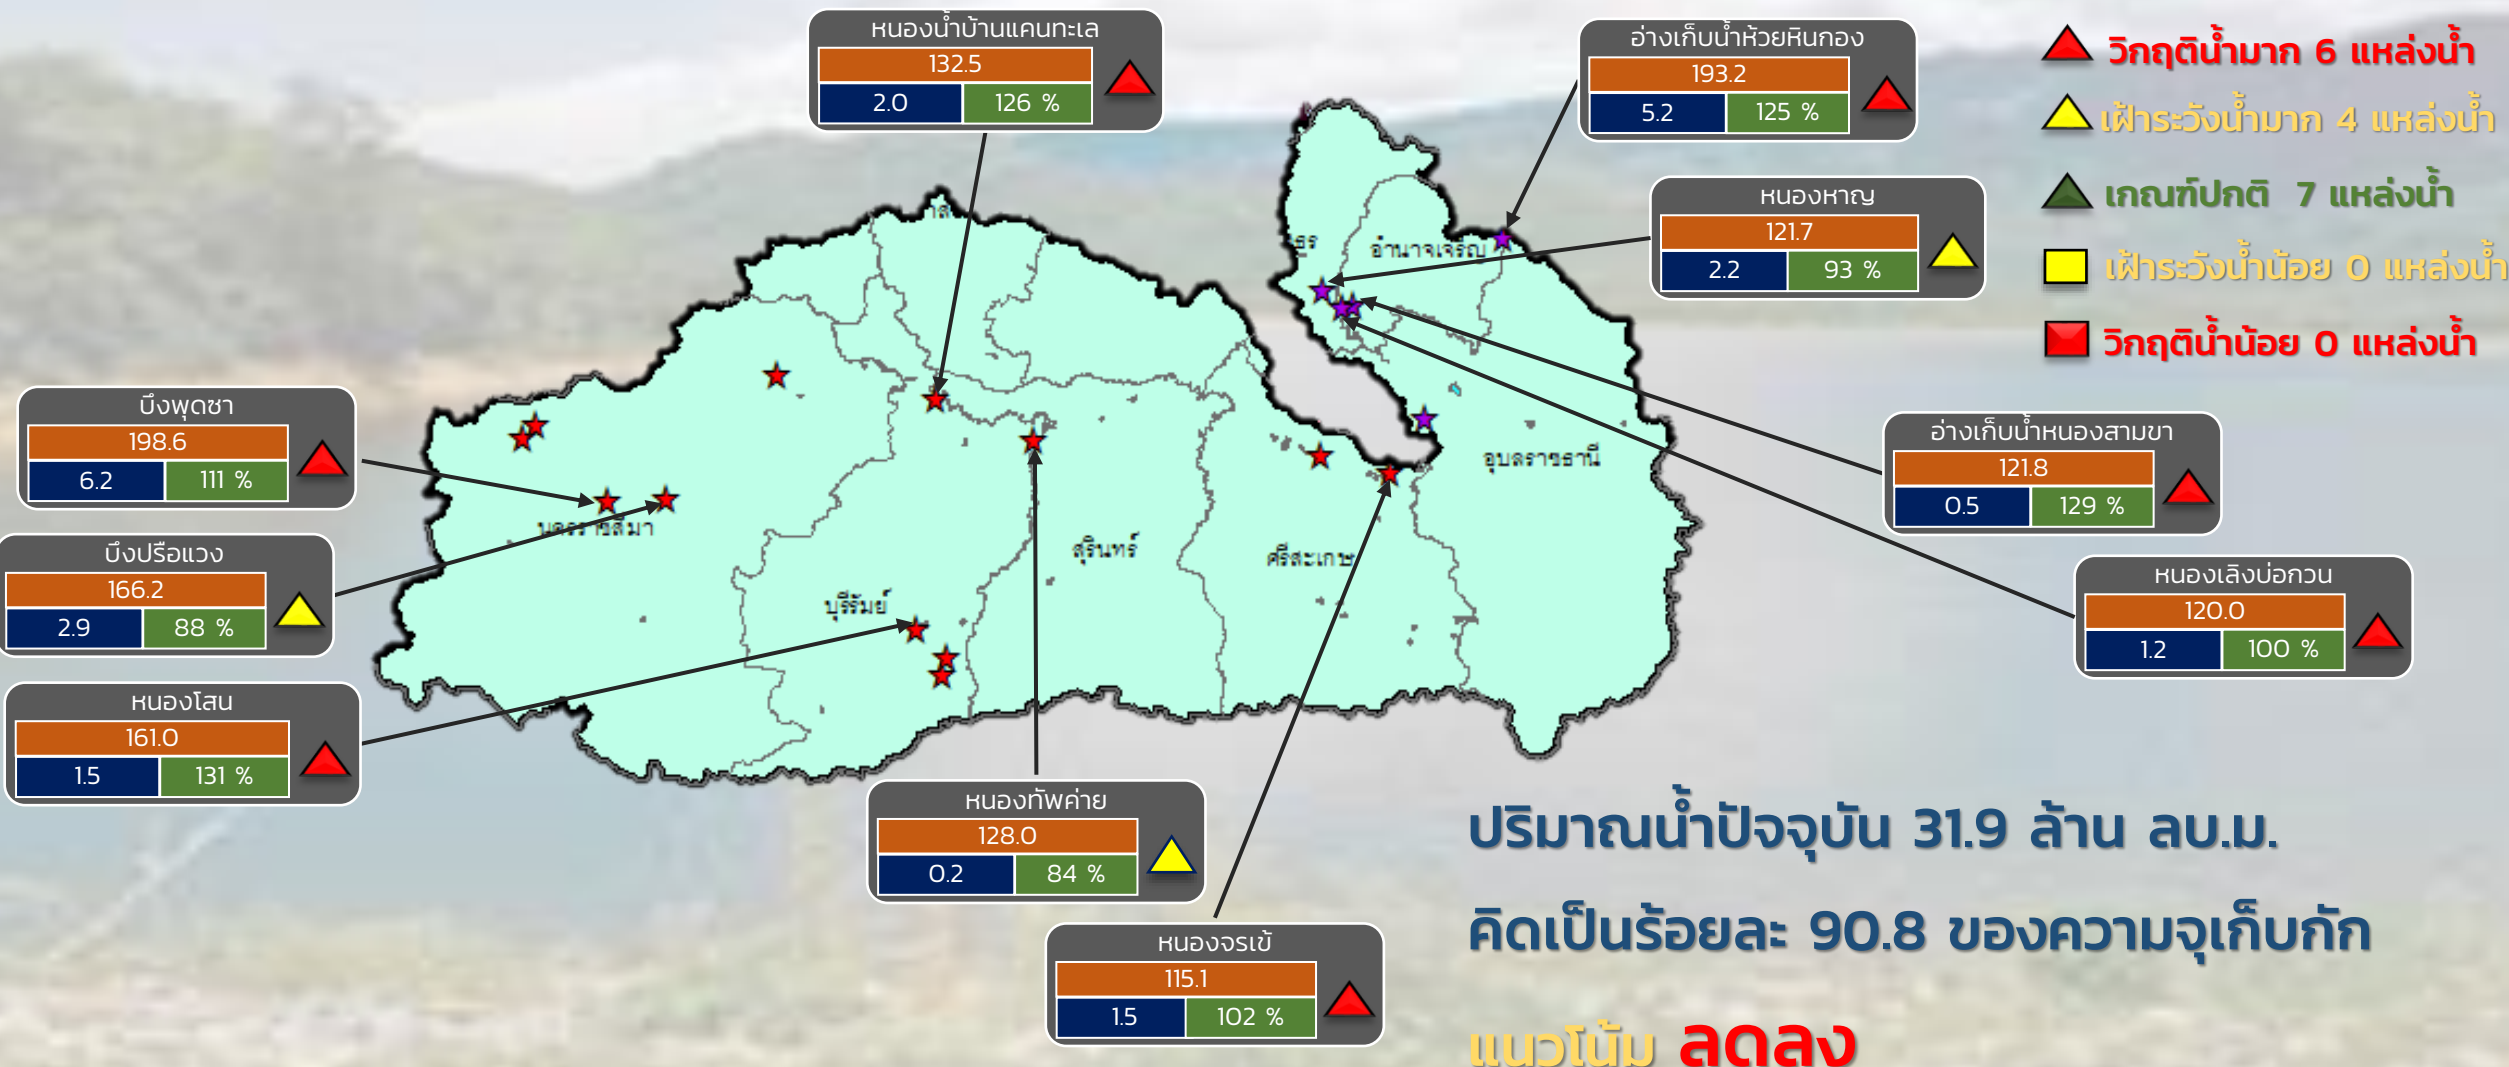 หนองน้ำบ้านแคนทะเล
132.5
2.0 126 %
อ่างเก็บน้ำห้วยหินกอง
193.2
5.2 125 %
หนองหาญ
121.7
2.2 93 %
วิกฤติน้ำมาก 6 แหล่งน้ำ
เฝ้าระวังน้ำมาก 4 แหล่งน้ำ
เกณฑ์ปกติ 7 แหล่งน้ำ
เฝ้าระวังน้ำน้อย 0 แหล่งน้ำ
วิกฤติน้ำน้อย 0 แหล่งน้ำ
อำนาจเจริญ
บึงพุดซา
198.6
6.2 111 %
อ่างเก็บน้ำหนองสามขา
121.8
0.5 129 %
อุบลราชธานี
นครราชสีมา
สุรินทร์
ศรีสะเกษ
บุรีรัมย์
บึงปรือแวง
166.2
2.9 88 %
หนองเลิงบ่อกวน
120.0
1.2 100 %
หนองโสน
161.0
1.5 131 %
หนองทัพค่าย
128.0
0.2 84 %
หนองจรเข้
115.1
1.5 102 %
ปริมาณน้ำปัจจุบัน 31.9 ล้าน ลบ.ม.
คิดเป็นร้อยละ 90.8 ของความจุเก็บกัก
แนวโน้ม ลดลง